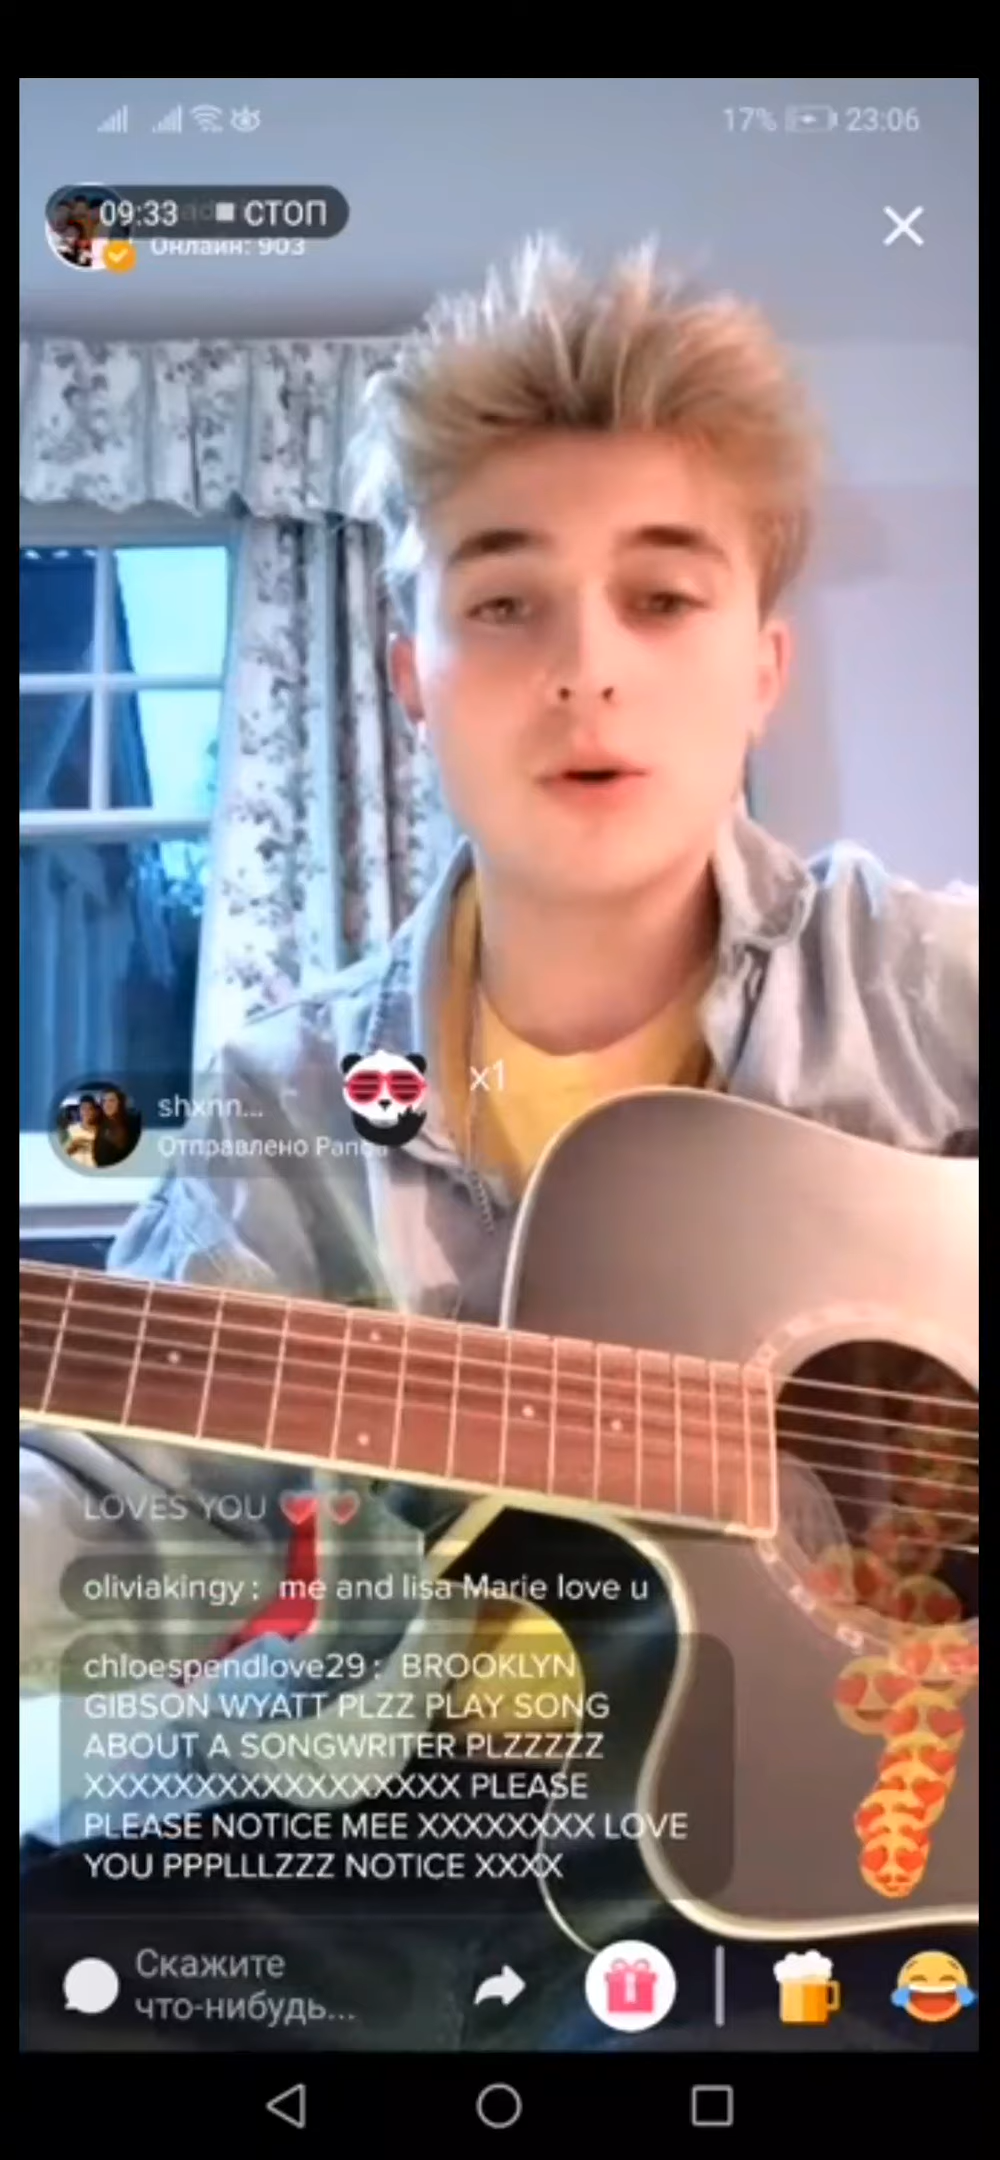 17% 23:06
09:33 СТОП
Онлайн: 903
x1
shxnn...
Отправлено Panda
LOVES YOU ❤️❤️
oliviakingy : me and lisa Marie love u
chloespendlove29 : BROOKLYN
GIBSON WYATT PLZZ PLAY SONG
ABOUT A SONGWRITER PLZZZZZ
XXXXXXXXXXXXXXXXX PLEASE
PLEASE NOTICE MEE XXXXXXXX LOVE
YOU PPPLLLZZZ NOTICE XXXX
Скажите
что-нибудь...